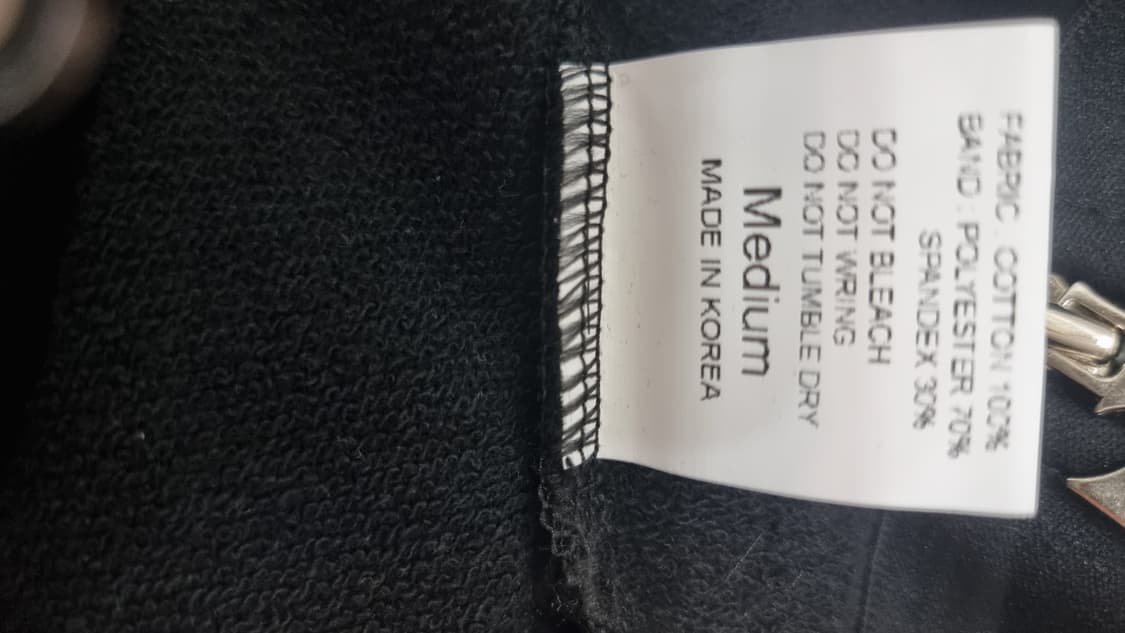 FABRIC : COTTON 100%
BAND : POLYESTER 70%
SPANDEX 30%
DO NOT BLEACH
DO NOT WRING
DO NOT TUMBLE DRY
Medium
MADE IN KOREA